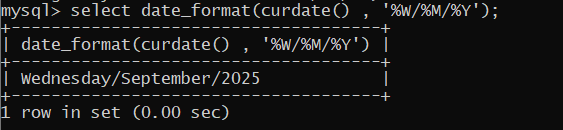 mysql> select date_format(curdate() , '%W/%M/%Y');
+-----------------------------------+
| date_format(curdate() , '%W/%M/%Y') |
+-----------------------------------+
| Wednesday/September/2025          |
+-----------------------------------+
1 row in set (0.00 sec)